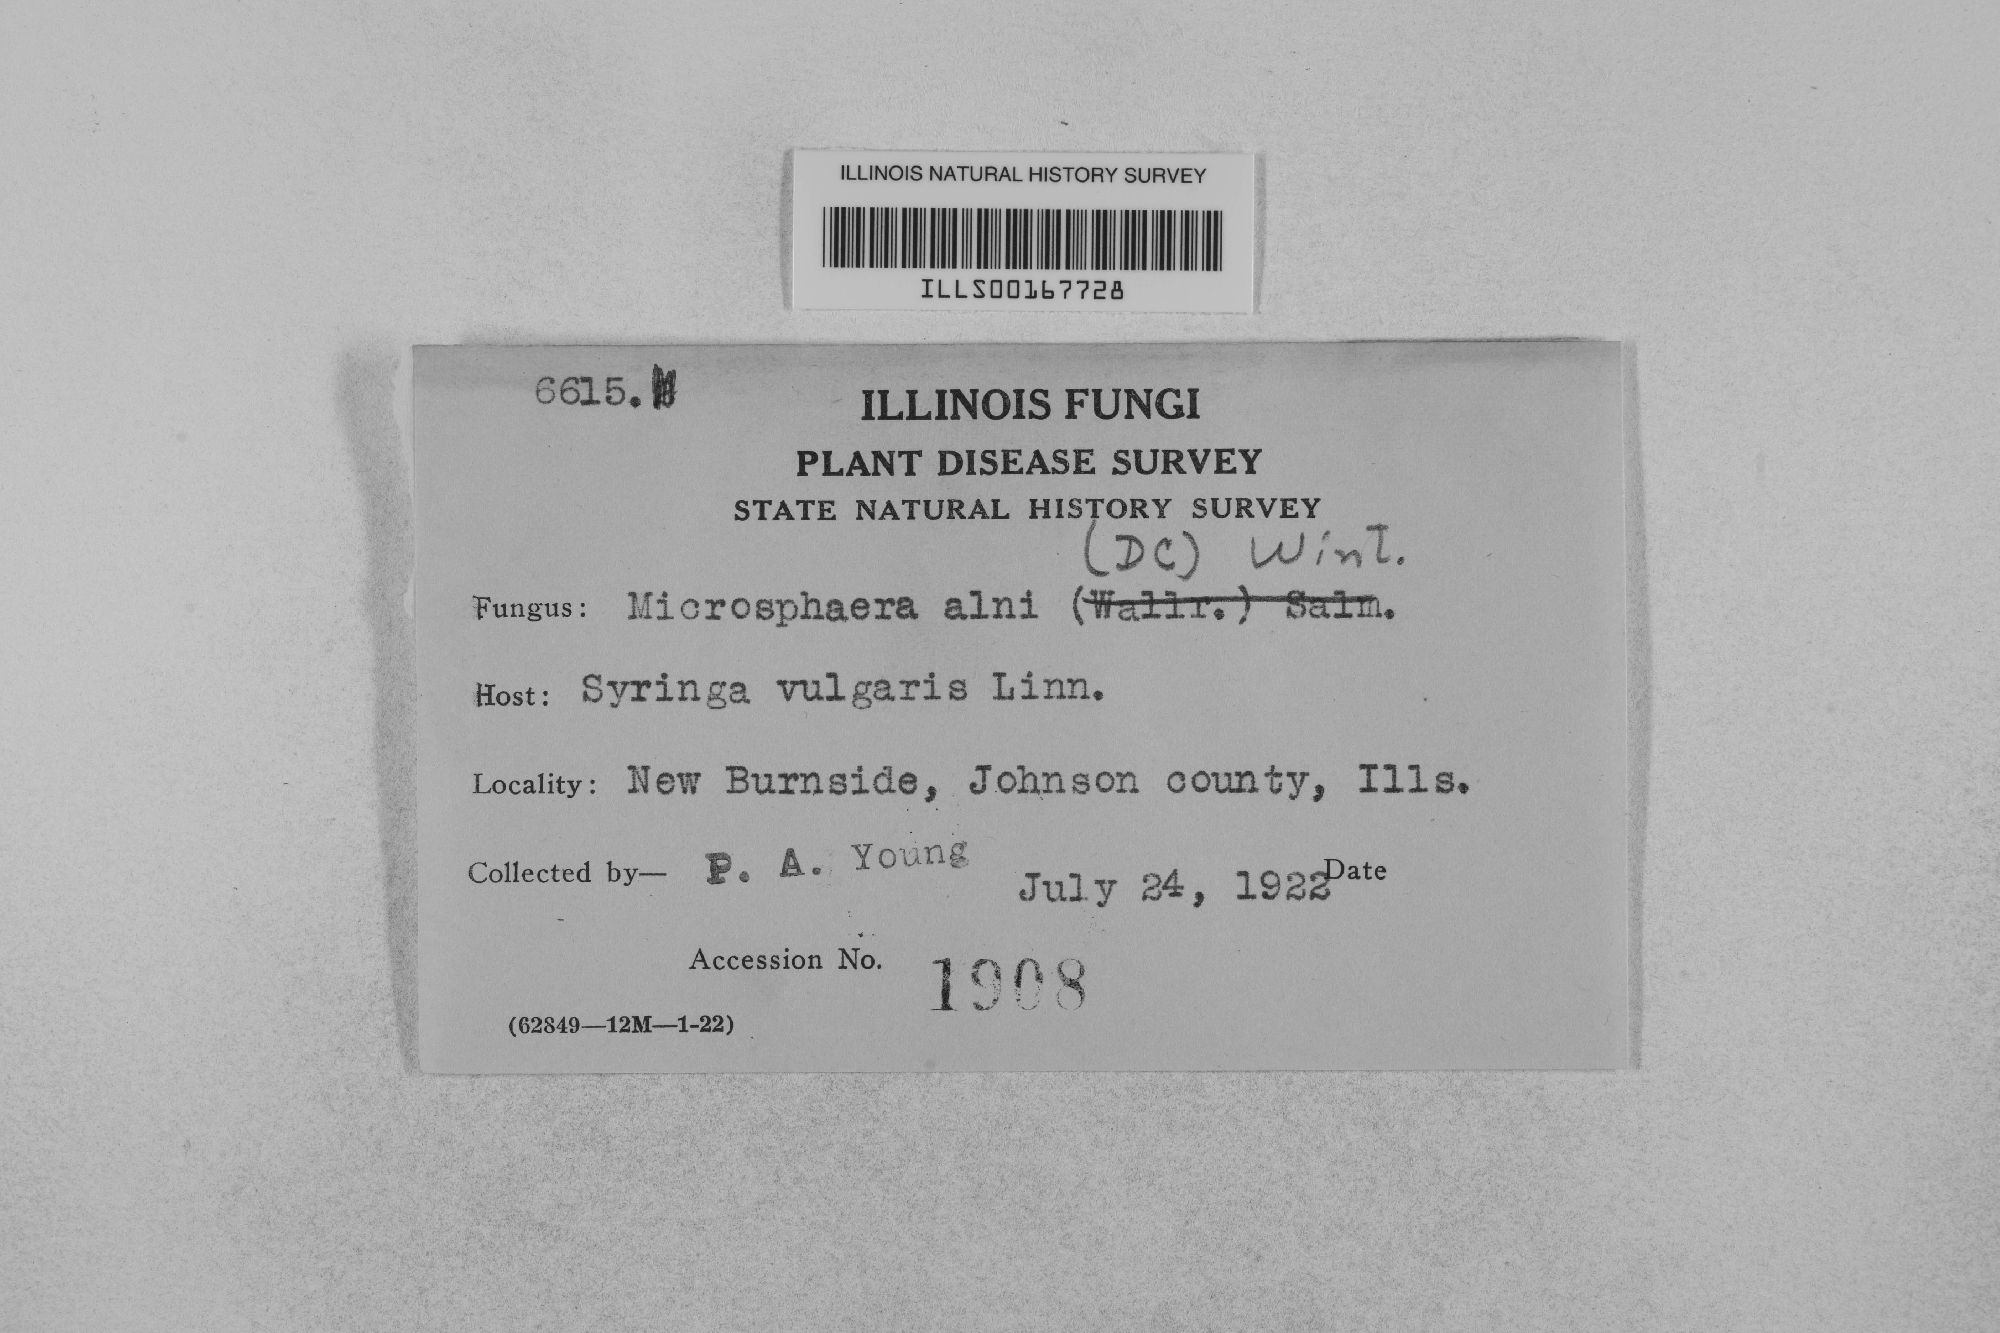 ILLINOIS NATURAL HISTORY SURVEY
ILLS00167728
6615.
ILLINOIS FUNGI
PLANT DISEASE SURVEY
STATE NATURAL HISTORY SURVEY
(DC) Wint.
Fungus: Microsphaera alni (Wallr.) Salm.
Host: Syringa vulgaris Linn.
Locality: New Burnside, Johnson county, Ills.
Collected by— P. A. Young July 24, 1922 Date
Accession No. 1908
(62849—12M—1-22)